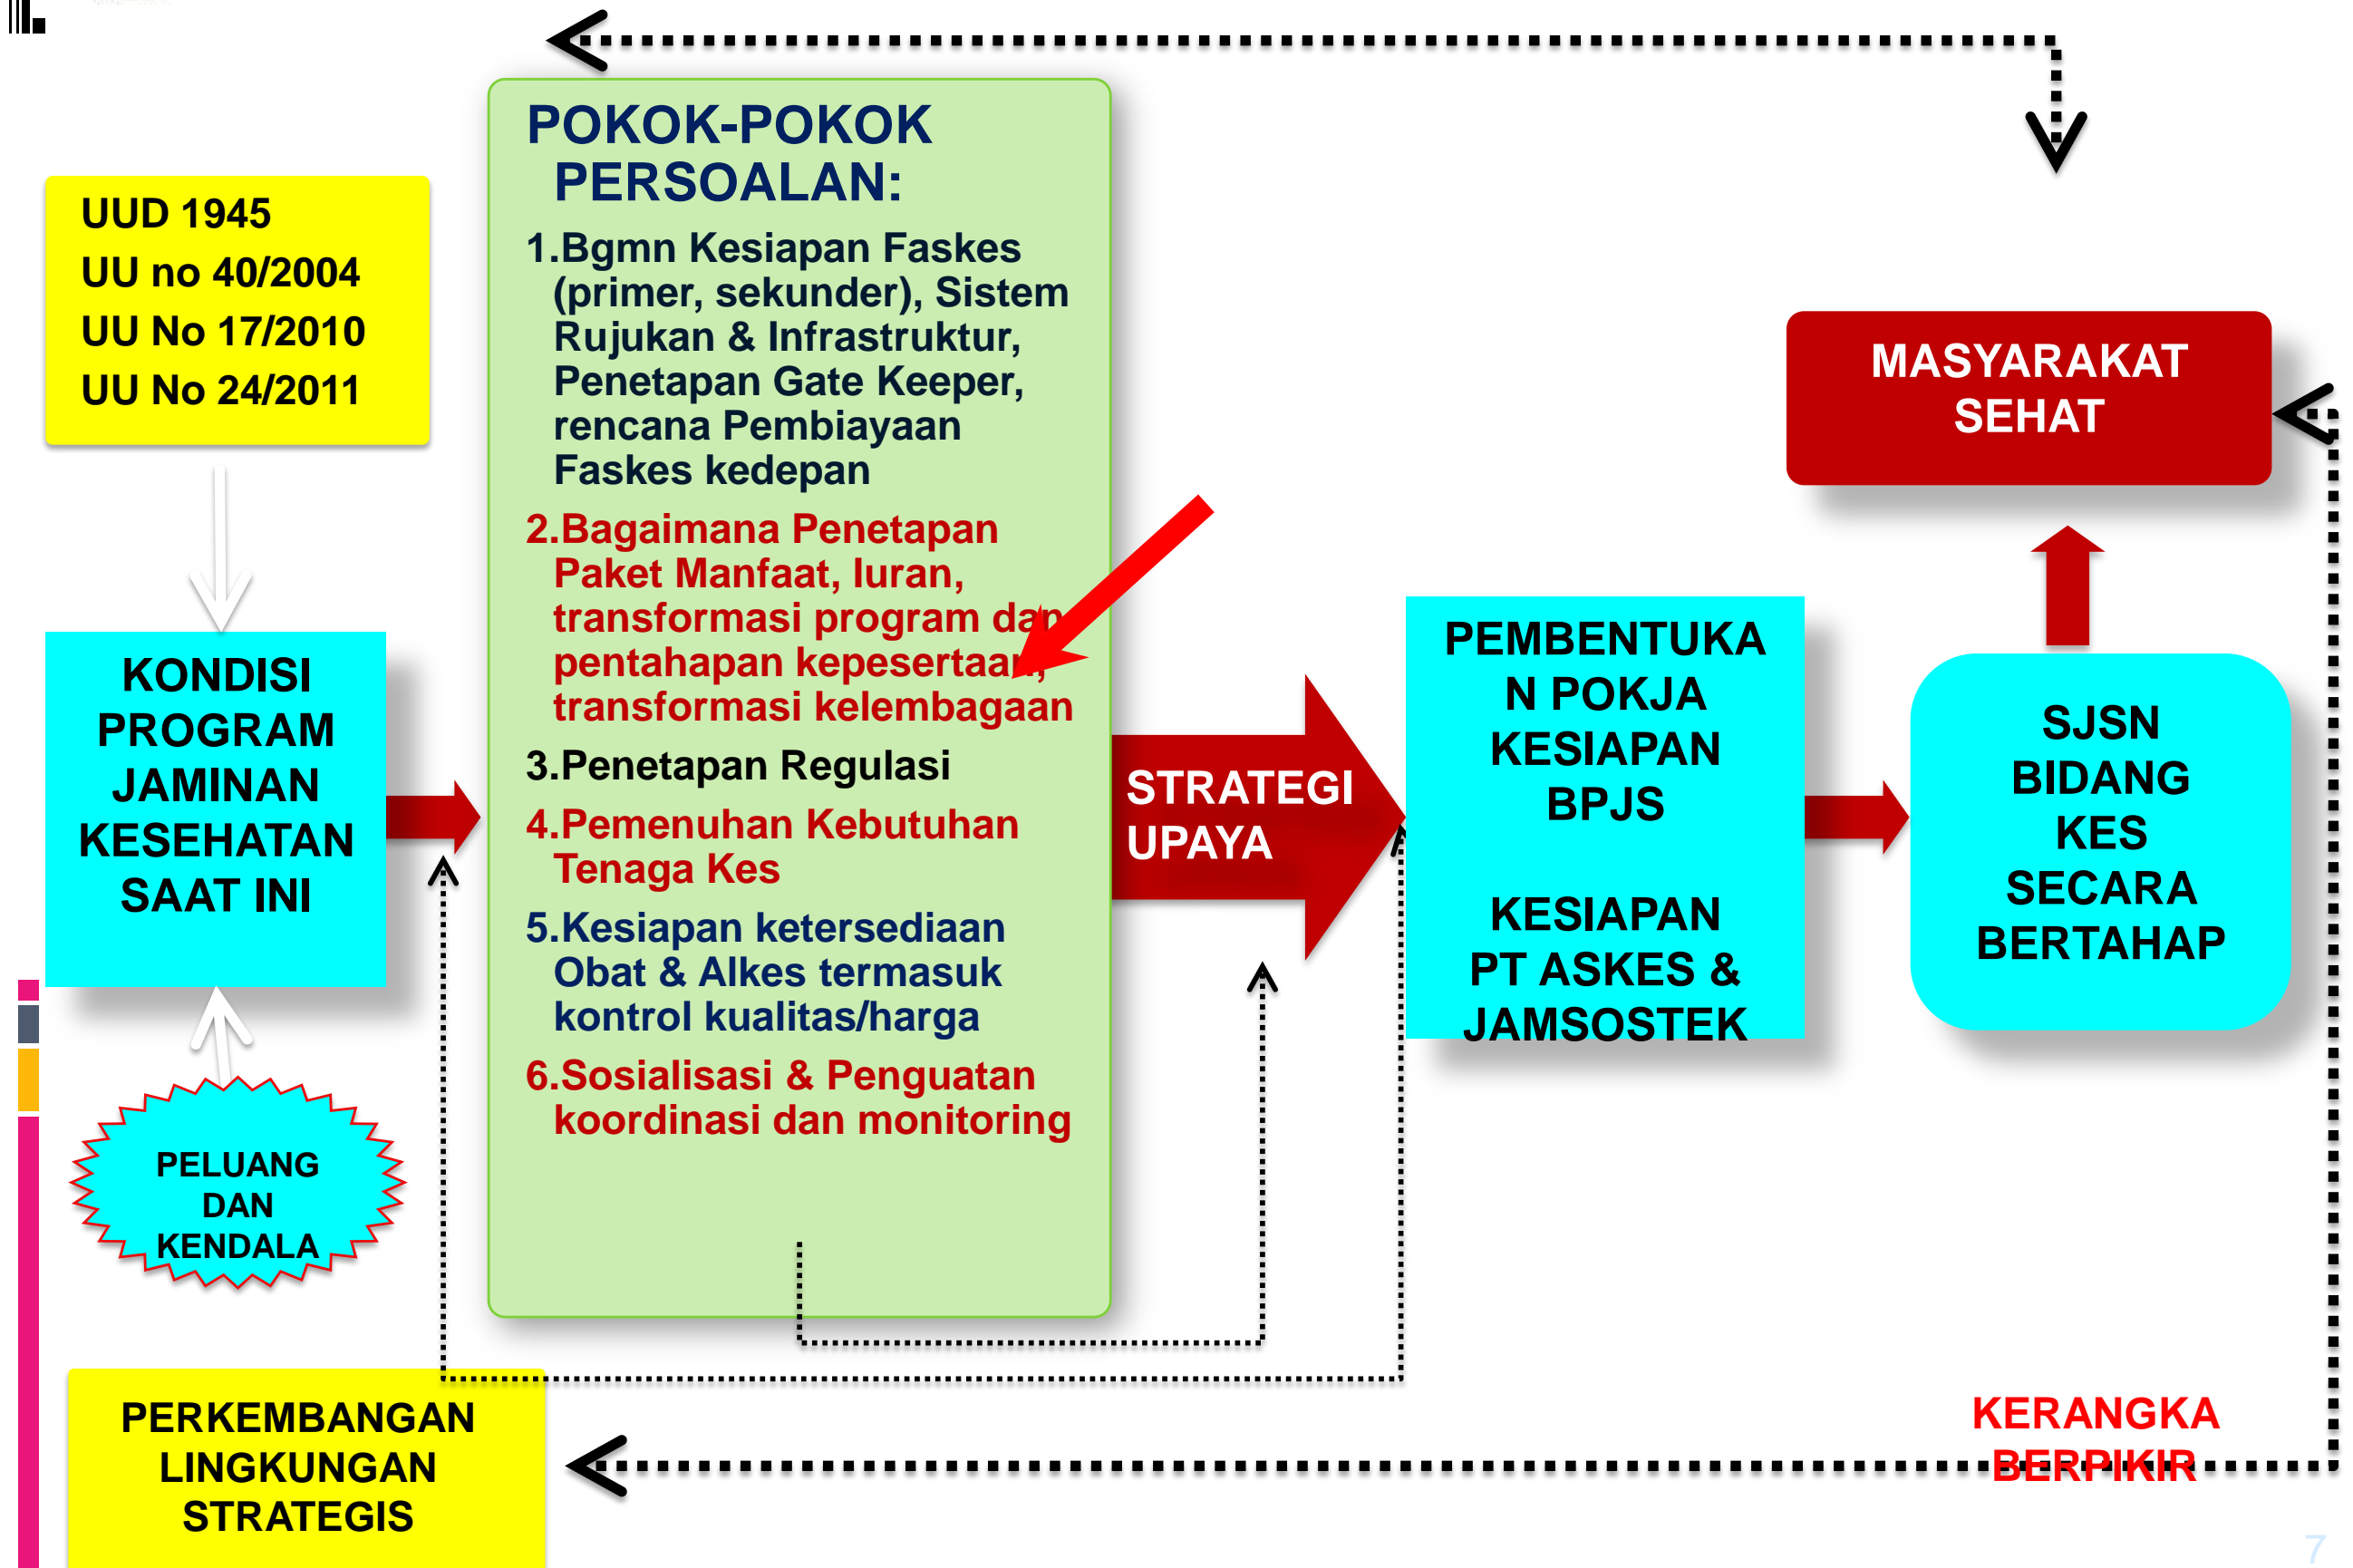 UUD 1945
UU no 40/2004
UU No 17/2010
UU No 24/2011
KONDISI
PROGRAM
JAMINAN
KESEHATAN
SAAT INI
PELUANG
DAN
KENDALA
PERKEMBANGAN
LINGKUNGAN
STRATEGIS
POKOK-POKOK
PERSOALAN:
1.Bgmn Kesiapan Faskes
(primer, sekunder), Sistem
Rujukan & Infrastruktur,
Penetapan Gate Keeper,
rencana Pembiayaan
Faskes kedepan
2.Bagaimana Penetapan
Paket Manfaat, Iuran,
transformasi program dan
pentahapan kepesertaan,
transformasi kelembagaan
3.Penetapan Regulasi
4.Pemenuhan Kebutuhan
Tenaga Kes
5.Kesiapan ketersediaan
Obat & Alkes termasuk
kontrol kualitas/harga
6.Sosialisasi & Penguatan
koordinasi dan monitoring
STRATEGI
UPAYA
PEMBENTUKA
N POKJA
KESIAPAN
BPJS
KESIAPAN
PT ASKES &
JAMSOSTEK
MASYARAKAT
SEHAT
SJSN
BIDANG
KES
SECARA
BERTAHAP
KERANGKA
BERPIKIR
7